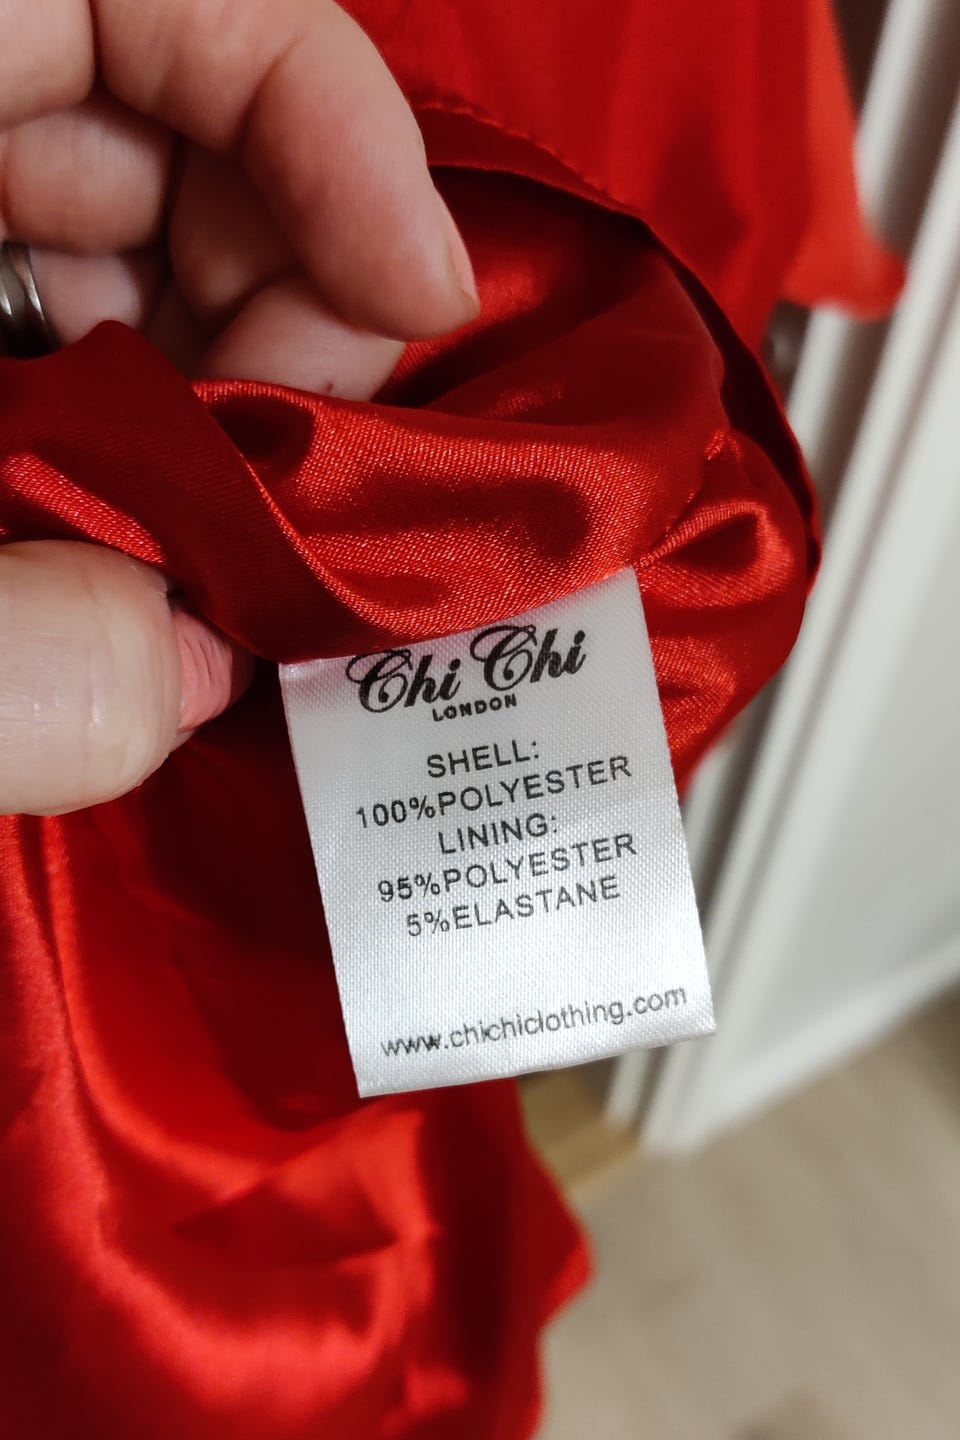 Chi Chi
LONDON
SHELL:
100%POLYESTER
LINING:
95%POLYESTER
5%ELASTANE
www.chichiclothing.com